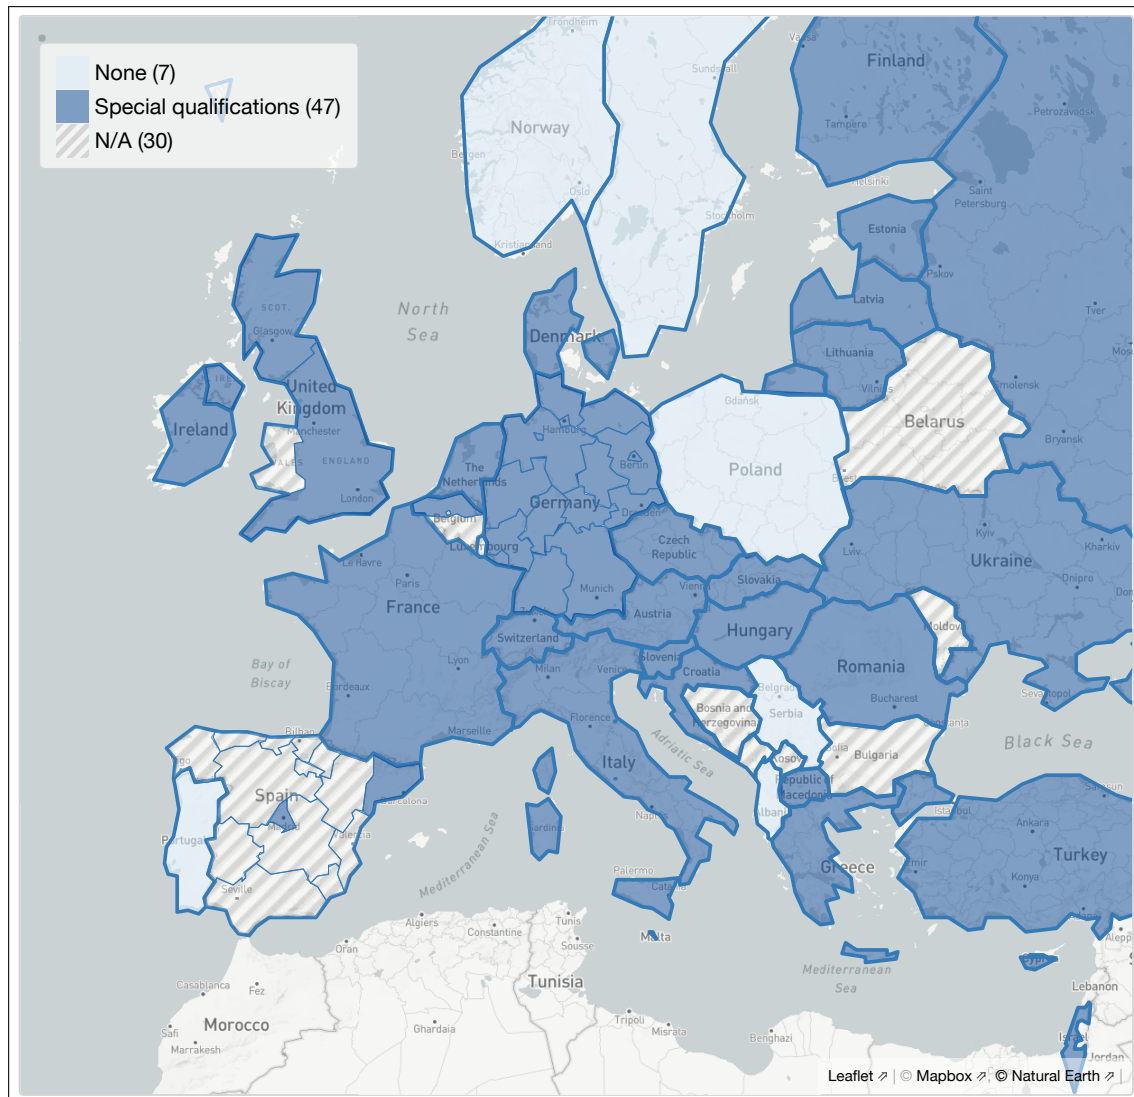 None (7)
Special qualifications (47)
N/A (30)
Trondheim
Sundsvall
Vaasa
Finland
Petrozavodsk
Norway
Tampere
Bergen
Oslo
Helsinki
Saint
Petersburg
Stockholm
Kristiansand
Estonia
Pskov
North
Sea
SCOT.
Glasgow
Latvia
Tver
Denmark
Lithuania
Vilnius
Smolensk
United
Kingdom
Gdańsk
Belarus
Ireland
Manchester
Hamburg
Bryansk
WALES
ENGLAND
Berlin
Poland
Brest
The
Netherlands
London
Germany
Dresden
Belgium
Kyiv
Kharkiv
Luxembourg
Czech
Republic
Lviv
Ukraine
Le Havre
Paris
Slovakia
Dnipro
Munich
Vienna
France
Austria
Moldova
Switzerland
Hungary
Bay of
Biscay
Lyon
Milan
Venice
Slovenia
Croatia
Romania
Bordeaux
Belgrade
Bucharest
Sevastopol
Bosnia and
Herzegovina
Serbia
Florence
Constanța
Marseille
Bilbao
Adriatic Sea
Black Sea
Sofia
Bulgaria
Kosovo
Italy
Republic of
Macedonia
Samsun
Spain
Barcelona
Istanbul
Madrid
Naples
Albania
Ankara
Portugal
Valencia
Sardinia
Mediterranean Sea
Turkey
Greece
Izmir
Palermo
Catania
Konya
Seville
Adana
Algiers
Tunis
Malta
Constantine
Oran
Sousse
Aleppo
Cyprus
Mediterranean
Sea
Casablanca
Fez
Tunisia
Lebanon
Morocco
Safi
Ghardaia
Tripoli
Misrata
Benghazi
Israel
Marrakesh
Jordan
Leaflet | © Mapbox , © Natural Earth |